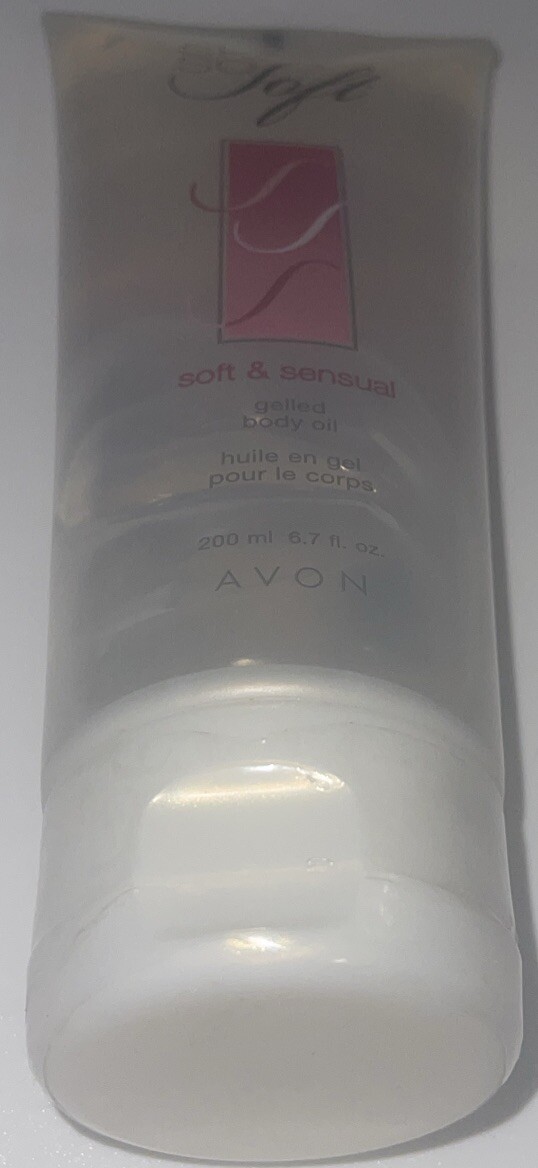 Soft
soft & sensual
gelled
body oil
huile en gel
pour le corps
200 ml 6.7 fl. oz.
AVON